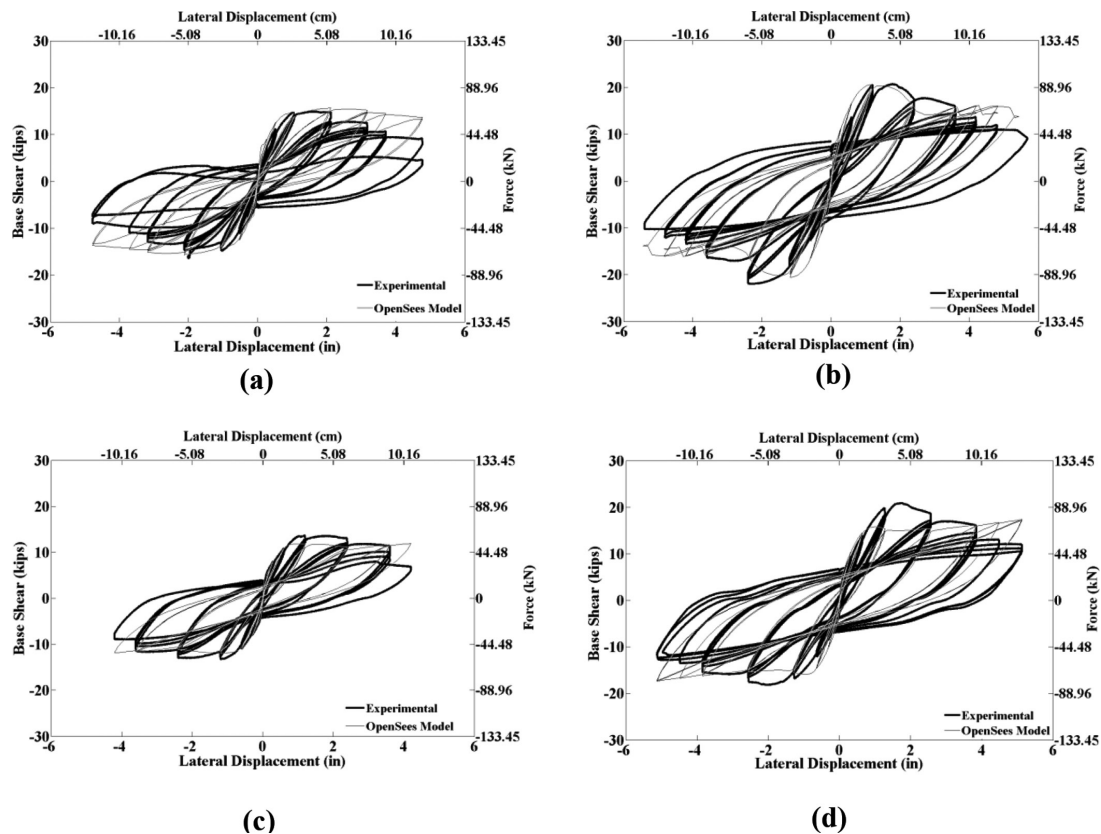 Lateral Displacement (cm)
-10.16 -5.08 0 5.08 10.16
30 133.45
20 88.96
10 44.48
0 0
-10 -44.48
-20 -88.96
-30 -133.45
Base Shear (kips)
Force (kN)
Experimental
OpenSees Model
-6 -4 -2 0 2 4 6
Lateral Displacement (in)
(a)
Lateral Displacement (cm)
-10.16 -5.08 0 5.08 10.16
30 133.45
20 88.96
10 44.48
0 0
-10 -44.48
-20 -88.96
-30 -133.45
Base Shear (kips)
Force (kN)
Experimental
OpenSees Model
-6 -4 -2 0 2 4 6
Lateral Displacement (in)
(b)
Lateral Displacement (cm)
-10.16 -5.08 0 5.08 10.16
30 133.45
20 88.96
10 44.48
0 0
-10 -44.48
-20 -88.96
-30 -133.45
Base Shear (kips)
Force (kN)
Experimental
OpenSees Model
-6 -4 -2 0 2 4 6
Lateral Displacement (in)
(c)
Lateral Displacement (cm)
-10.16 -5.08 0 5.08 10.16
30 133.45
20 88.96
10 44.48
0 0
-10 -44.48
-20 -88.96
-30 -133.45
Base Shear (kips)
Force (kN)
Experimental
OpenSees Model
-6 -4 -2 0 2 4 6
Lateral Displacement (in)
(d)